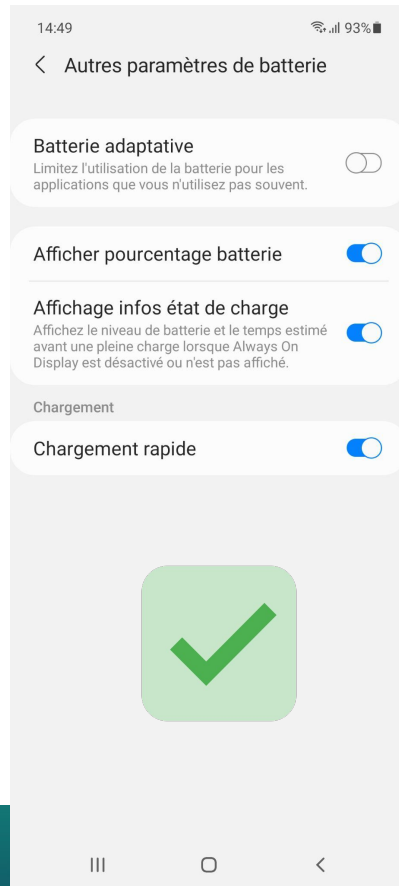 14:49 93%
Autres paramètres de batterie
Batterie adaptative
Limitez l'utilisation de la batterie pour les
applications que vous n'utilisez pas souvent.
Afficher pourcentage batterie
Affichage infos état de charge
Affichez le niveau de batterie et le temps estimé
avant une pleine charge lorsque Always On
Display est désactivé ou n'est pas affiché.
Chargement
Chargement rapide